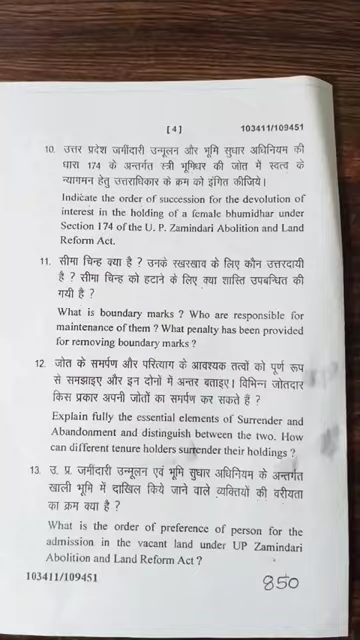 [ 4 ] 103411/109451
10. उत्तर प्रदेश जमींदारी उन्मूलन और भूमि सुधार अधिनियम की
धारा 174 के अन्तर्गत स्त्री भूमिधर की जोत में स्वत्व के
न्यागमन हेतु उत्तराधिकार के क्रम को इंगित कीजिये।
Indicate the order of succession for the devolution of
interest in the holding of a female bhumidhar under
Section 174 of the U. P. Zamindari Abolition and Land
Reform Act.
11. सीमा चिन्ह क्या है ? उनके रखरखाव के लिए कौन उत्तरदायी
है ? सीमा चिन्ह को हटाने के लिए क्या शास्ति उपबन्धित की
गयी है ?
What is boundary marks ? Who are responsible for
maintenance of them ? What penalty has been provided
for removing boundary marks ?
12. जोत के समर्पण और परित्याग के आवश्यक तत्वों को पूर्ण रूप
से समझाइए और इन दोनों में अन्तर बताइए। विभिन्न जोतदार
किस प्रकार अपनी जोतों का समर्पण कर सकते हैं ?
Explain fully the essential elements of Surrender and
Abandonment and distinguish between the two. How
can different tenure holders surrender their holdings ?
13. उ. प्र. जमींदारी उन्मूलन एवं भूमि सुधार अधिनियम के अन्तर्गत
खाली भूमि में दाखिल किये जाने वाले व्यक्तियों की वरीयता
का क्रम क्या है ?
What is the order of preference of person for the
admission in the vacant land under UP Zamindari
Abolition and Land Reform Act ?
103411/109451 850